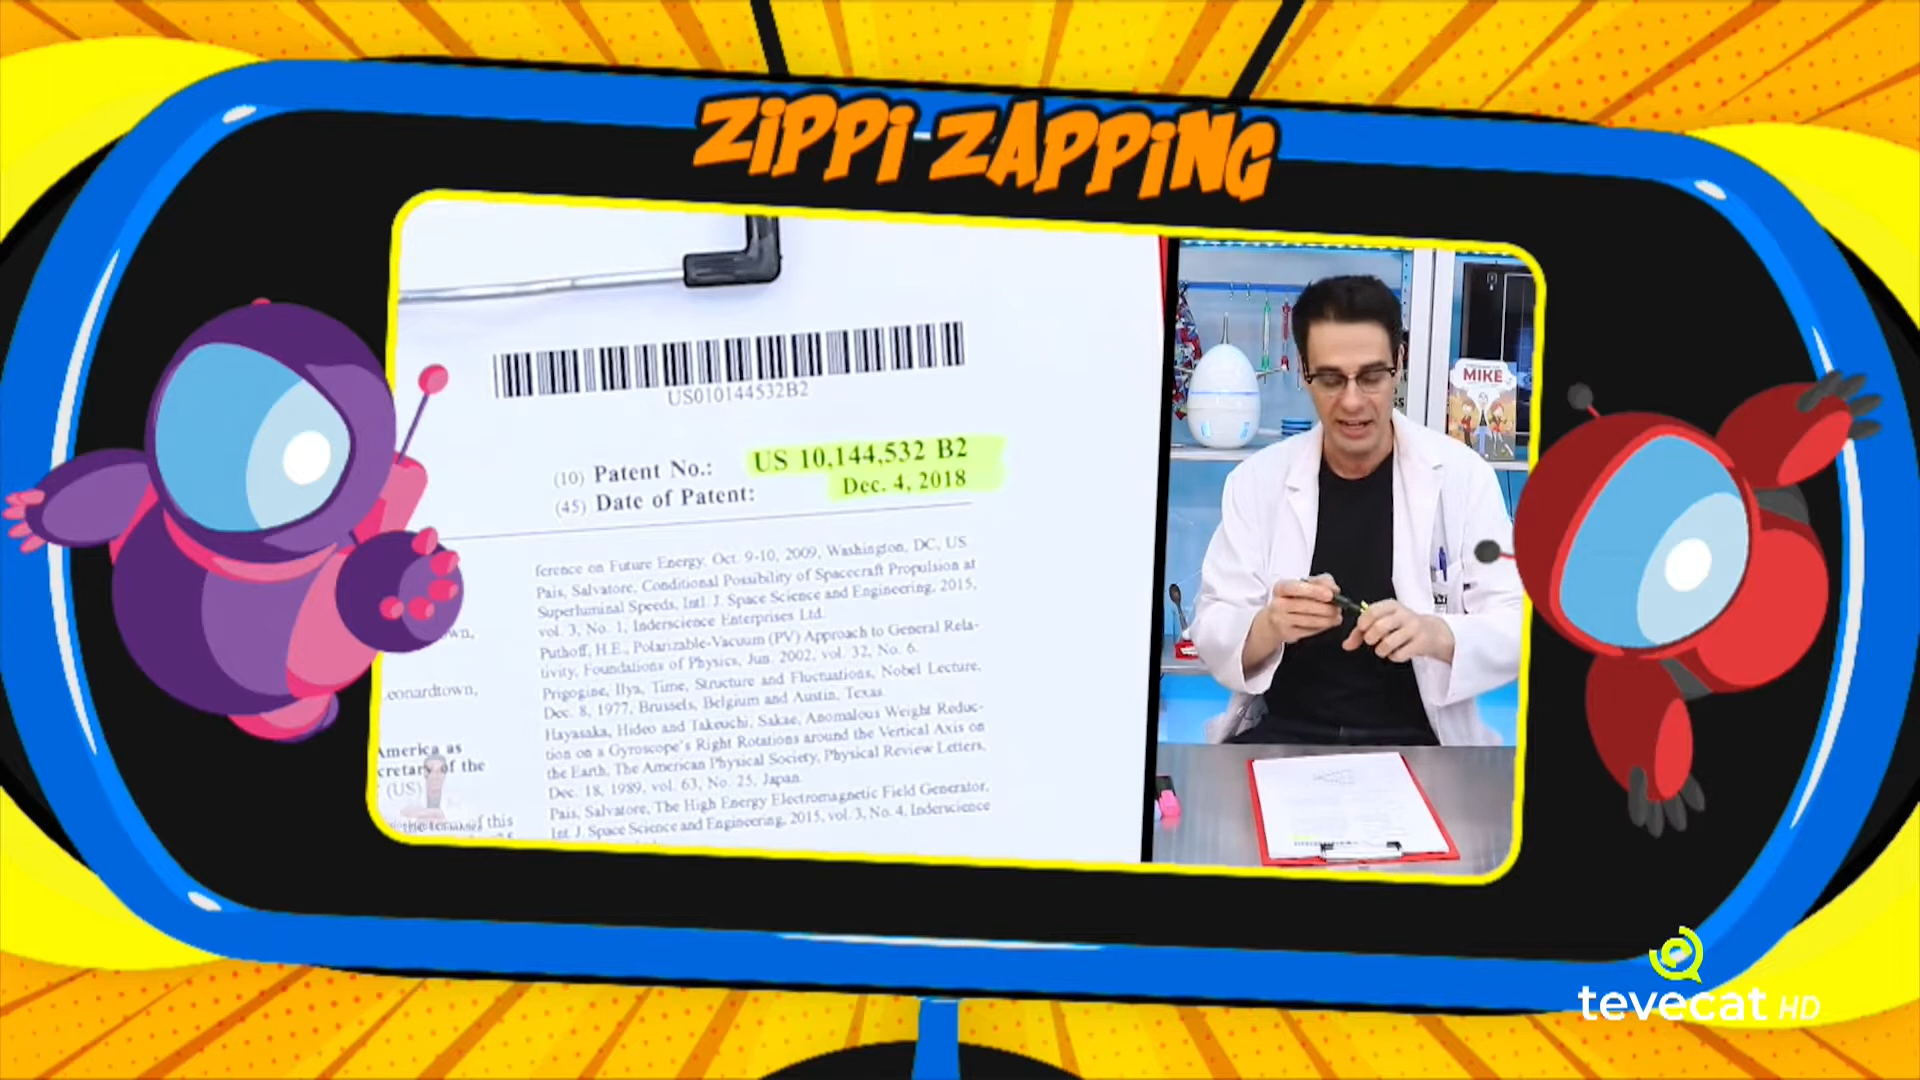 ZiPPi ZAPPiNG
US010144532B2
(10) Patent No.: US 10,144,532 B2
(45) Date of Patent: Dec. 4, 2018
ference on Future Energy, Oct. 9-10, 2009, Washington, DC, US
Pais, Salvatore, Conditional Possibility of Spacecraft Propulsion at
Superluminal Speeds, Intl. J. Space Science and Engineering, 2015,
vol. 3, No. 1, Inderscience Enterprises Ltd.
Puthoff, H.E., Polarizable-Vacuum (PV) Approach to General Rela-
tivity, Foundations of Physics, Jun. 2002, vol. 32, No. 6.
Prigogine, Ilya, Time, Structure and Fluctuations, Nobel Lecture,
Dec. 8, 1977, Brussels, Belgium and Austin, Texas.
Hayasaka, Hideo and Takeuchi, Sakae, Anomalous Weight Reduc-
tion on a Gyroscope's Right Rotations around the Vertical Axis on
the Earth, The American Physical Society, Physical Review Letters,
Dec. 18, 1989, vol. 63, No. 25, Japan.
Pais, Salvatore, The High Energy Electromagnetic Field Generator,
Int. J. Space Science and Engineering, 2015, vol. 3, No. 4, Inderscience
wn,
eonardtown,
America as
cretary of the
(US)
the term of this
MIKE
tevecat HD